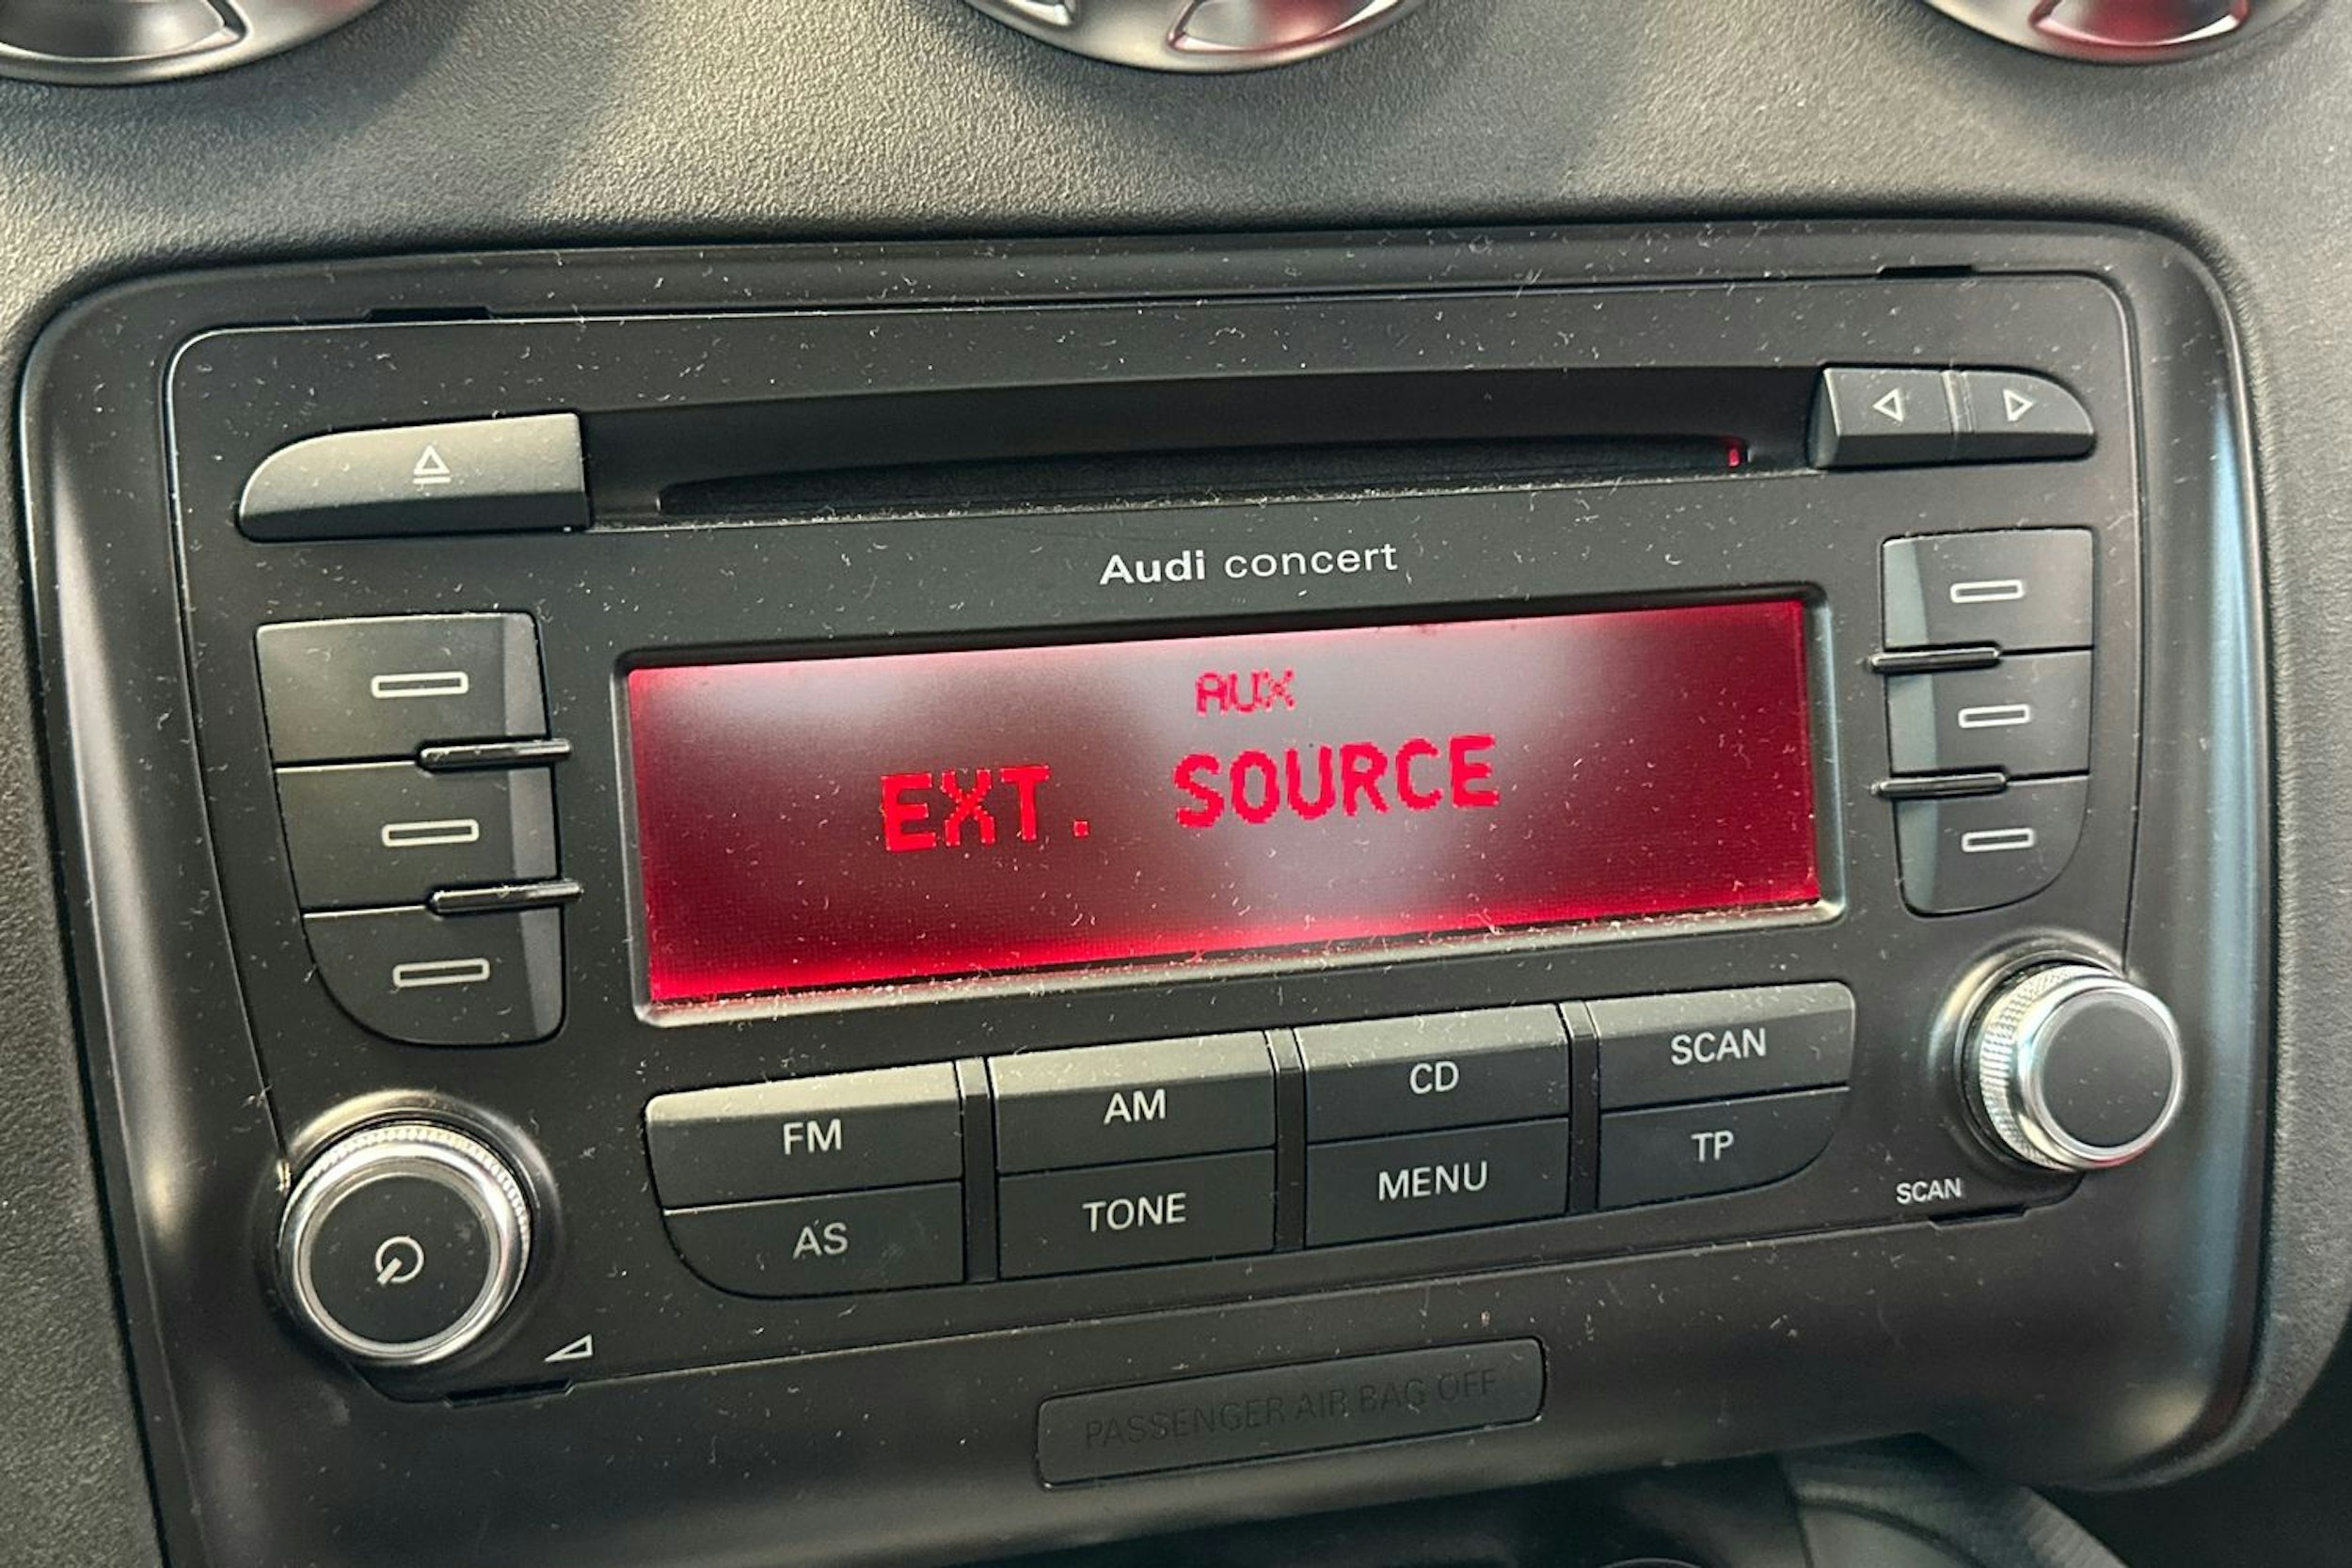 Audi concert
AUX
EXT. SOURCE
FM
AM
CD
SCAN
AS
TONE
MENU
TP
SCAN
PASSENGER AIR BAG OFF